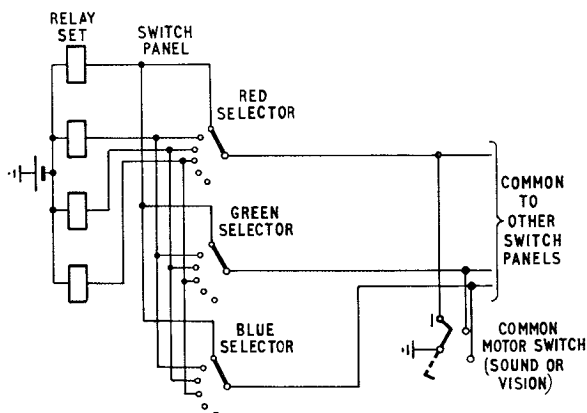 RELAY
SET
SWITCH
PANEL
RED
SELECTOR
GREEN
SELECTOR
BLUE
SELECTOR
COMMON
TO
OTHER
SWITCH
PANELS
COMMON
MOTOR SWITCH
(SOUND OR
VISION)